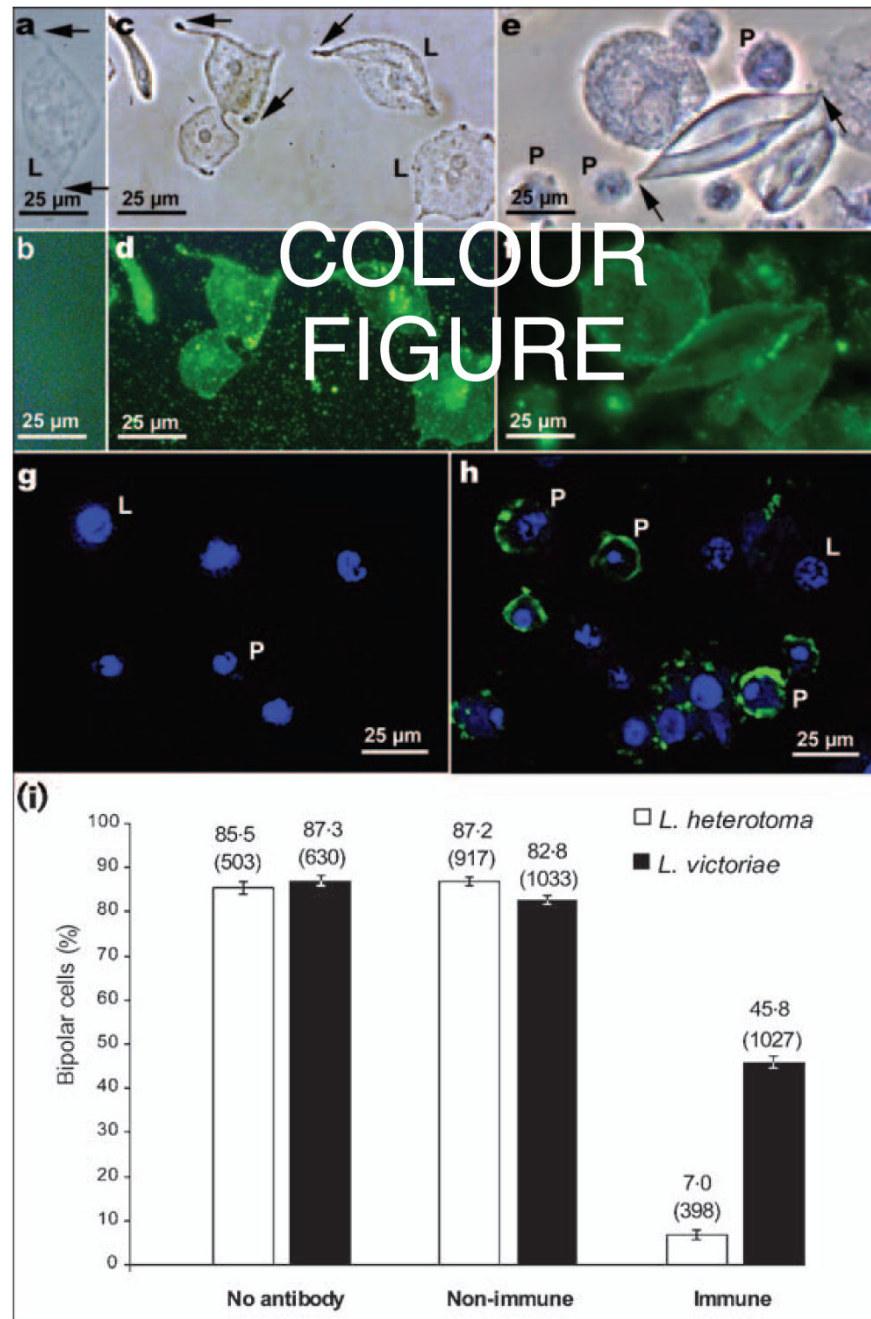 a
L
25 µm
c
L
L
25 µm
e
P
P
P
25 µm
b
25 µm
d
25 µm
f
25 µm
COLOUR
FIGURE
g
L
P
25 µm
h
P
P
L
P
25 µm
(i)
Bipolar cells (%)
100
90
80
70
60
50
40
30
20
10
0
85·5
(503)
87·3
(630)
87·2
(917)
82·8
(1033)
7·0
(398)
45·8
(1027)
L. heterotoma
L. victoriae
No antibody
Non-immune
Immune